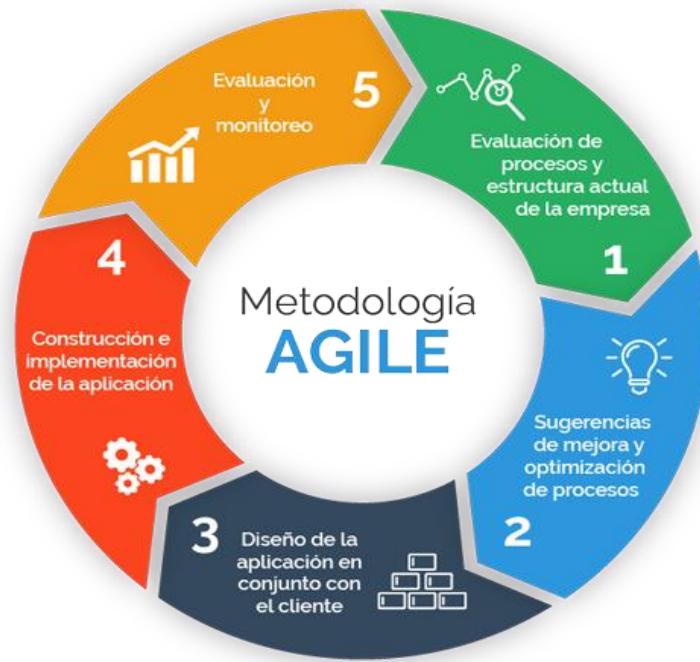 Metodología
AGILE
Evaluación de
procesos y
estructura actual
de la empresa
1
Sugerencias
de mejora y
optimización
de procesos
2
3
Diseño de la
aplicación en
conjunto con
el cliente
4
Construcción e
implementación
de la aplicación
5
Evaluación
y
monitoreo